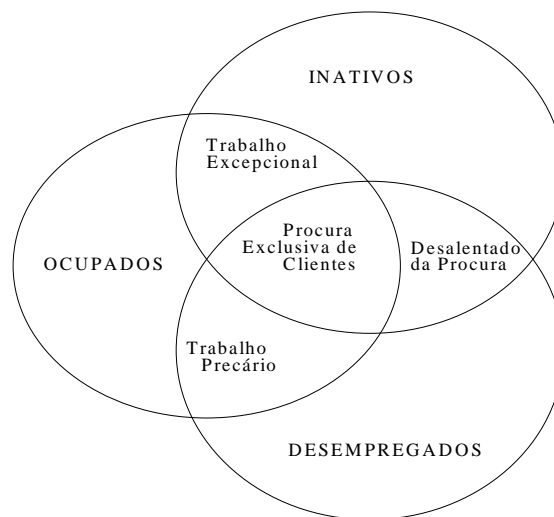 INATIVOS
Trabalho
Excepcional
Procura
Exclusiva de
Clientes
Desalentado
da Procura
OCUPADOS
Trabalho
Precário
DESEMPREGADOS